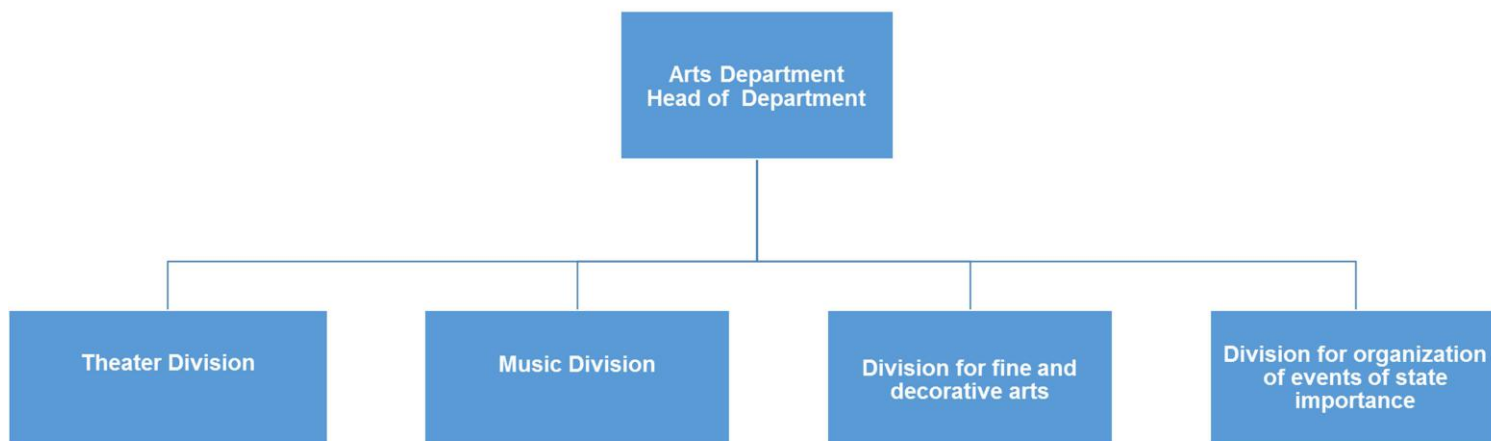 Arts Department
Head of Department
Theater Division
Music Division
Division for fine and
decorative arts
Division for organization
of events of state
importance